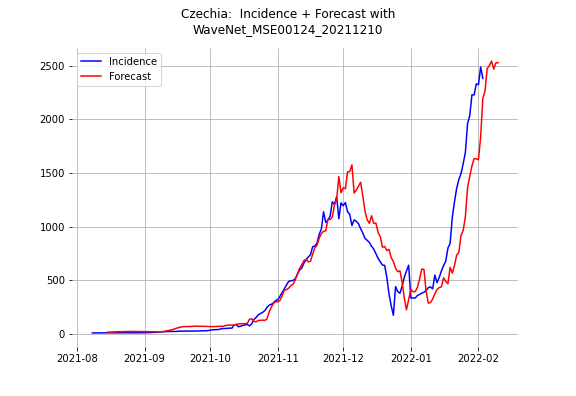 Czechia:  Incidence + Forecast with
WaveNet_MSE00124_20211210
Incidence
Forecast
2500
2000
1500
1000
500
0
2021-08 2021-09 2021-10 2021-11 2021-12 2022-01 2022-02